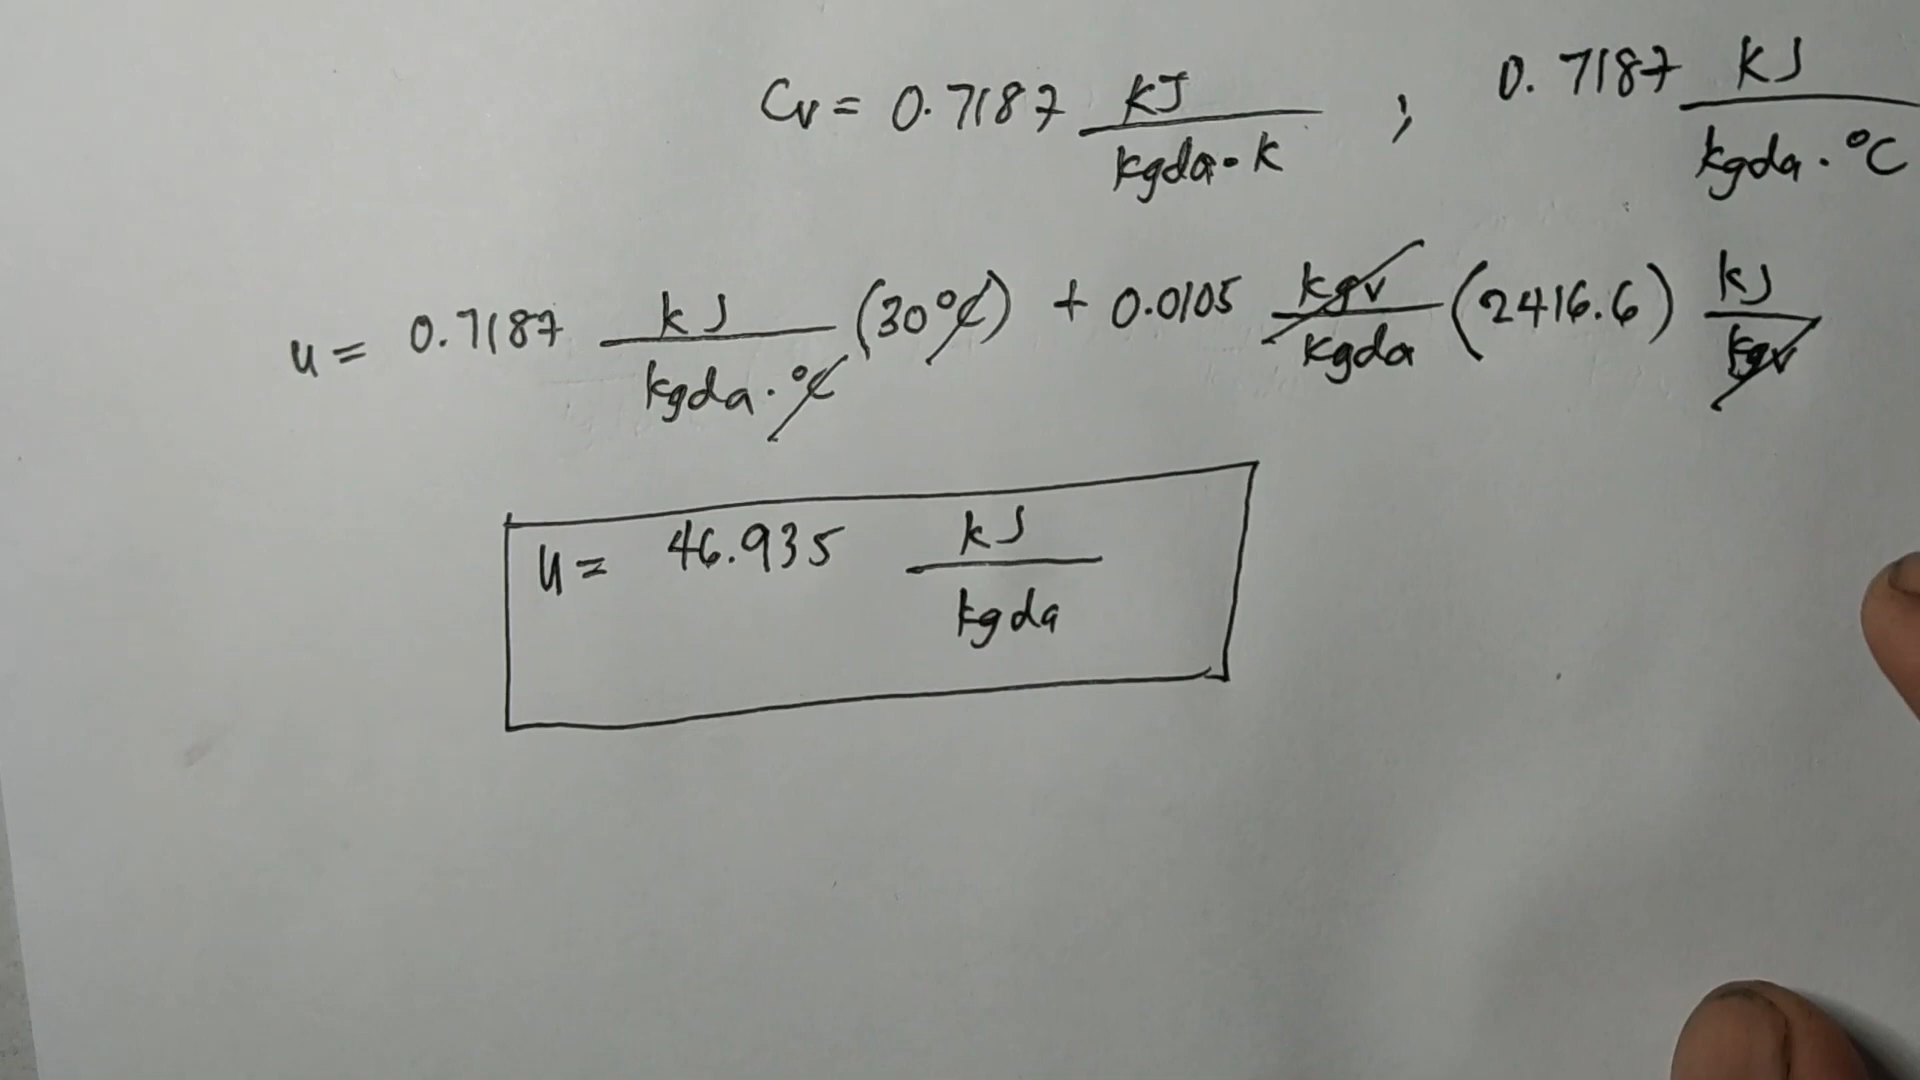 Cv = 0.7187 kJ/kgda·K ; 0.7187 kJ/kgda·°C
u = 0.7187 kJ/kgda·°C (30°C) + 0.0105 kgv/kgda (2416.6) kJ/kgv
u = 46.935 kJ/kgda